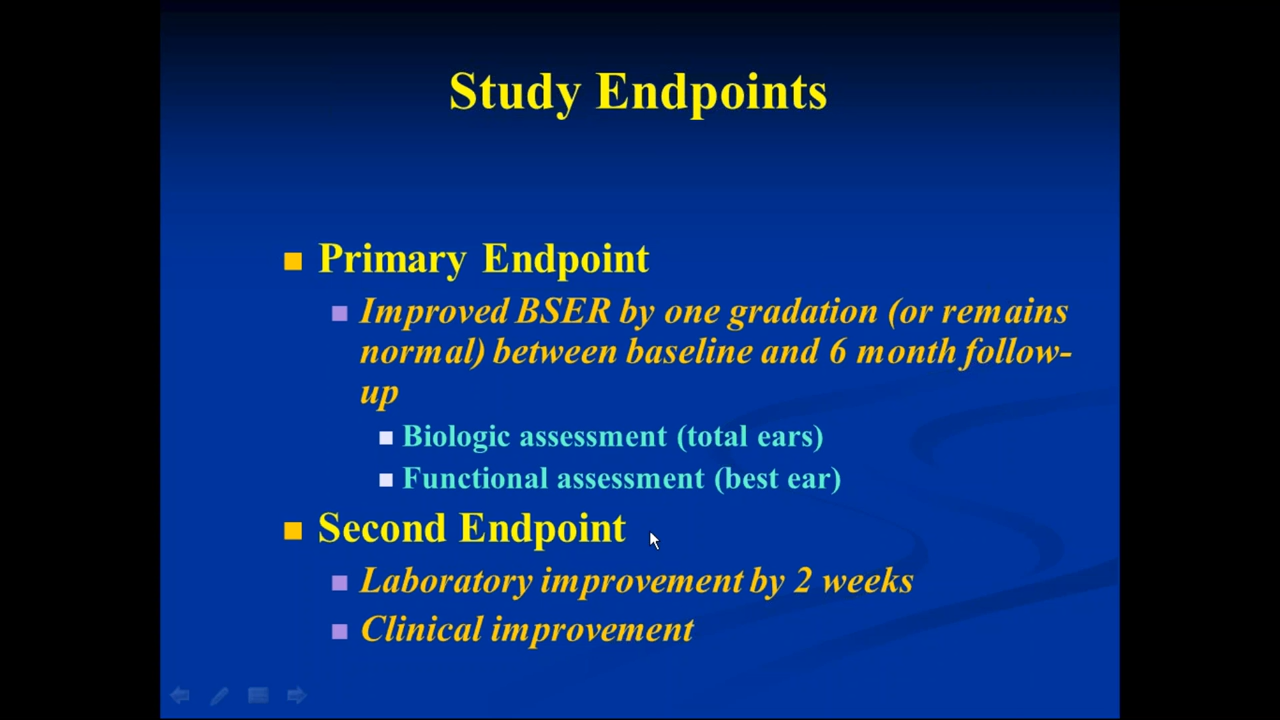 Study Endpoints
Primary Endpoint
Improved BSER by one gradation (or remains
normal) between baseline and 6 month follow-
up
Biologic assessment (total ears)
Functional assessment (best ear)
Second Endpoint
Laboratory improvement by 2 weeks
Clinical improvement